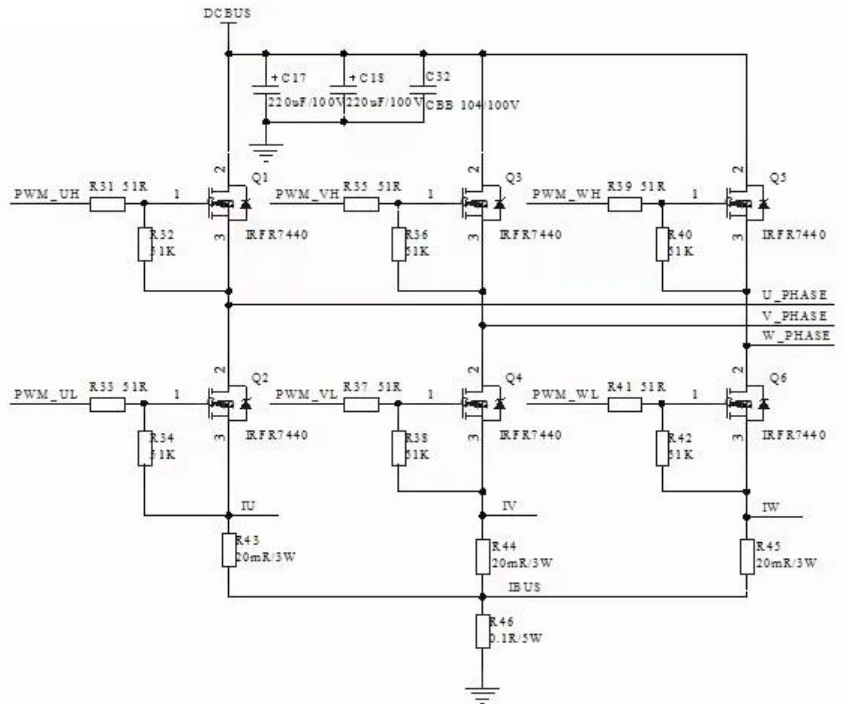 DCBUS
+ C17
220uF/100V
+ C18
220uF/100V
C32
CBB 104/100V
PWM_UH
R31 51R
1
2
Q1
3
IRFR7440
R32
51K
PWM_VH
R35 51R
1
2
Q3
3
IRFR7440
R36
51K
PWM_WH
R39 51R
1
2
Q5
3
IRFR7440
R40
51K
U_PHASE
V_PHASE
W_PHASE
PWM_UL
R33 51R
1
2
Q2
3
IRFR7440
R34
51K
PWM_VL
R37 51R
1
2
Q4
3
IRFR7440
R38
51K
PWM_WL
R41 51R
1
2
Q6
3
IRFR7440
R42
51K
IU
IV
IW
R43
20mR/3W
R44
20mR/3W
R45
20mR/3W
IBUS
R46
0.1R/5W